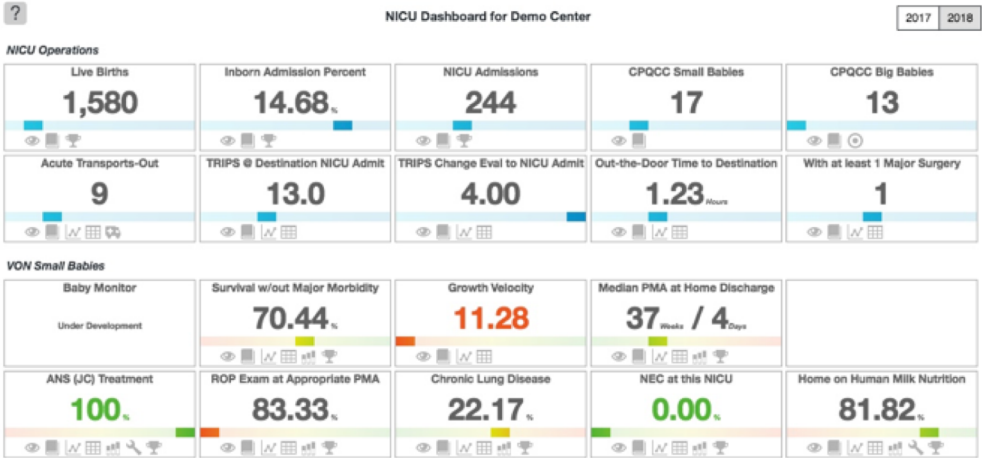 ?
NICU Dashboard for Demo Center
2017 2018
NICU Operations
Live Births
1,580
Inborn Admission Percent
14.68 %
NICU Admissions
244
CPQCC Small Babies
17
CPQCC Big Babies
13
Acute Transports-Out
9
TRIPS @ Destination NICU Admit
13.0
TRIPS Change Eval to NICU Admit
4.00
Out-the-Door Time to Destination
1.23 Hours
With at least 1 Major Surgery
1
VON Small Babies
Baby Monitor
Under Development
Survival w/out Major Morbidity
70.44 %
Growth Velocity
11.28
Median PMA at Home Discharge
37 Weeks / 4 Days
ANS (JC) Treatment
100 %
ROP Exam at Appropriate PMA
83.33 %
Chronic Lung Disease
22.17 %
NEC at this NICU
0.00 %
Home on Human Milk Nutrition
81.82 %